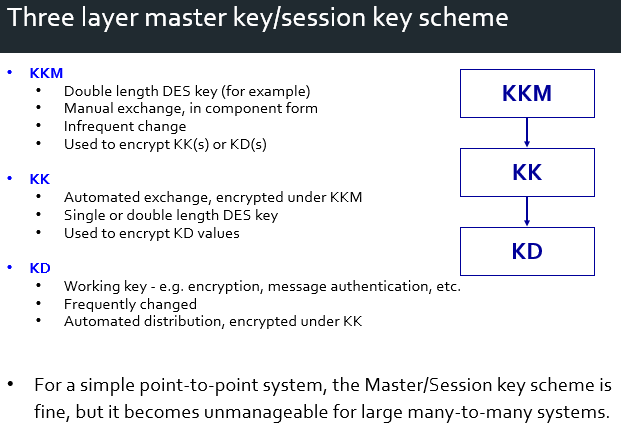 Three layer master key/session key scheme
• KKM
• Double length DES key (for example)
• Manual exchange, in component form
• Infrequent change
• Used to encrypt KK(s) or KD(s)
• KK
• Automated exchange, encrypted under KKM
• Single or double length DES key
• Used to encrypt KD values
• KD
• Working key - e.g. encryption, message authentication, etc.
• Frequently changed
• Automated distribution, encrypted under KK
KKM
KK
KD
• For a simple point-to-point system, the Master/Session key scheme is
fine, but it becomes unmanageable for large many-to-many systems.